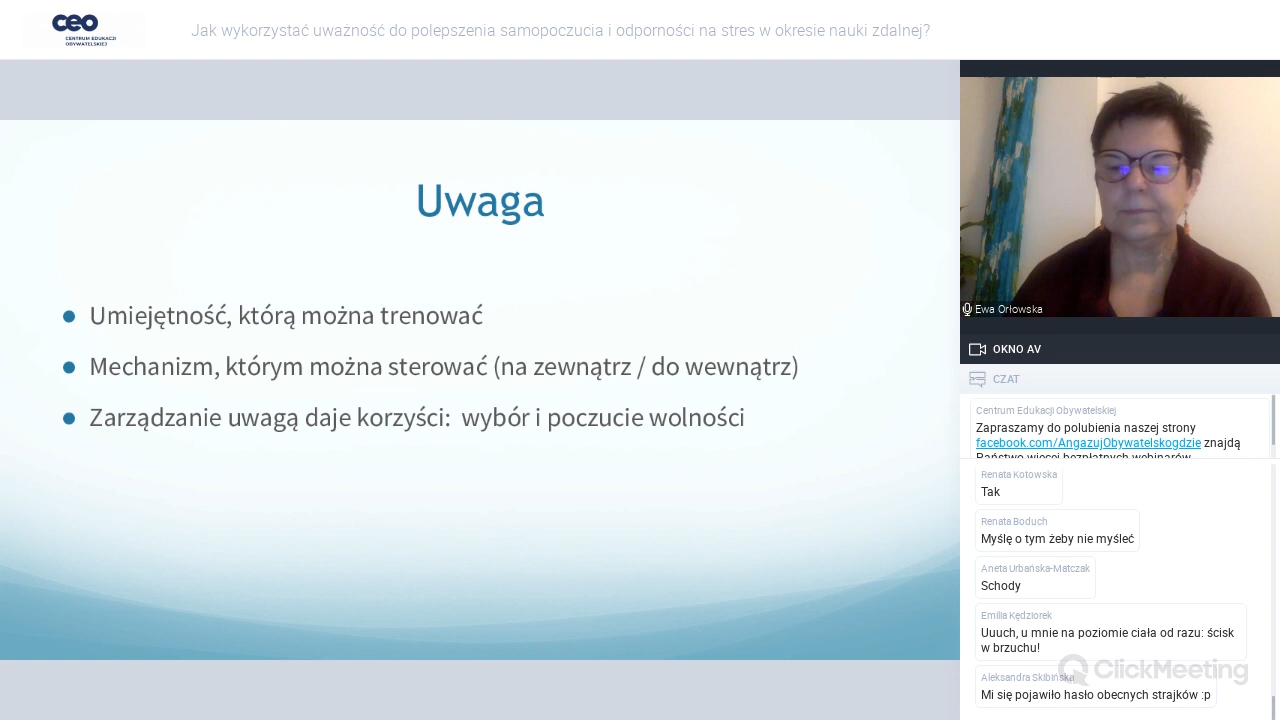 ceo
CENTRUM EDUKACJI
OBYWATELSKIEJ
Jak wykorzystać uważność do polepszenia samopoczucia i odporności na stres w okresie nauki zdalnej?
Uwaga
Umiejętność, którą można trenować
Mechanizm, którym można sterować (na zewnątrz / do wewnątrz)
Zarządzanie uwagą daje korzyści: wybór i poczucie wolności
Ewa Orłowska
OKNO AV
CZAT
Centrum Edukacji Obywatelskiej
Zapraszamy do polubienia naszej strony
facebook.com/AngazujObywatelskogdzie znajdą
Państwo więcej bezpłatnych webinarów
Renata Kotowska
Tak
Renata Boduch
Myślę o tym żeby nie myśleć
Aneta Urbańska-Matczak
Schody
Emilia Kędziorek
Uuuch, u mnie na poziomie ciała od razu: ścisk
w brzuchu!
Aleksandra Skibińska
Mi się pojawiło hasło obecnych strajków :p
ClickMeeting